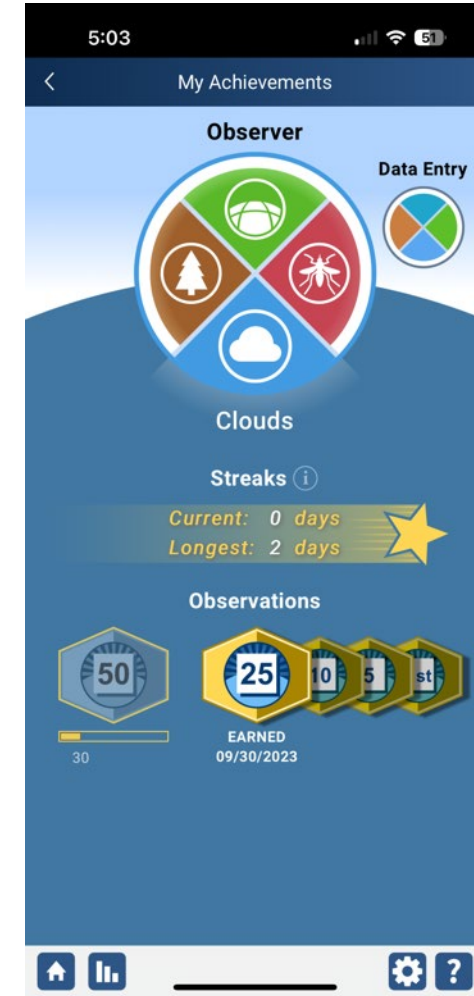 5:03
51
My Achievements
Observer
Data Entry
Clouds
Streaks i
Current: 0 days
Longest: 2 days
Observations
50
25
10
5
st
30
EARNED
09/30/2023
?